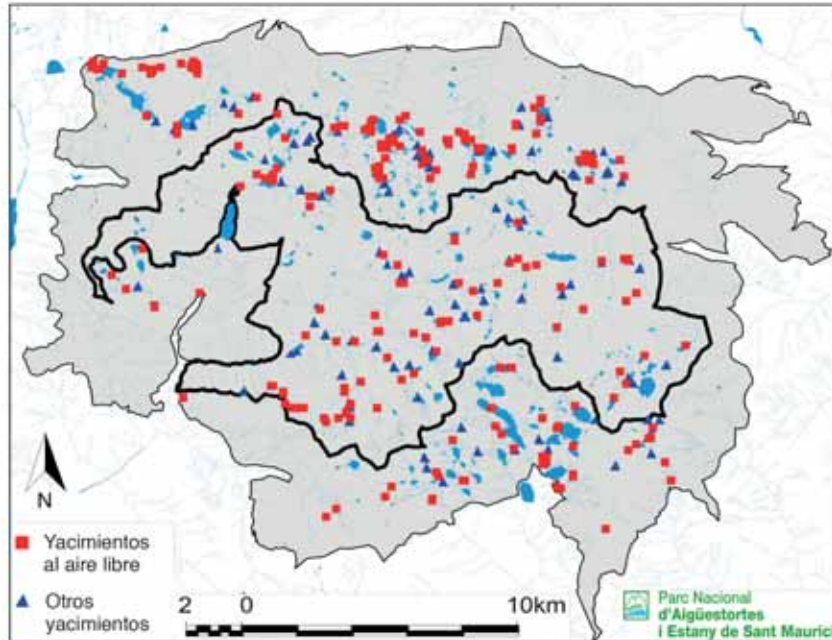 N
Yacimientos
al aire libre
Otros
yacimientos
2 0 10km
Parc Nacional
d'Aigüestortes
i Estany de Sant Maurici